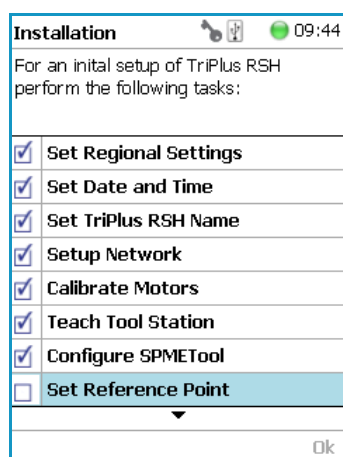 Installation 09:44
For an inital setup of TriPlus RSH
perform the following tasks:
Set Regional Settings
Set Date and Time
Set TriPlus RSH Name
Setup Network
Calibrate Motors
Teach Tool Station
Configure SPMETool
Set Reference Point
Ok